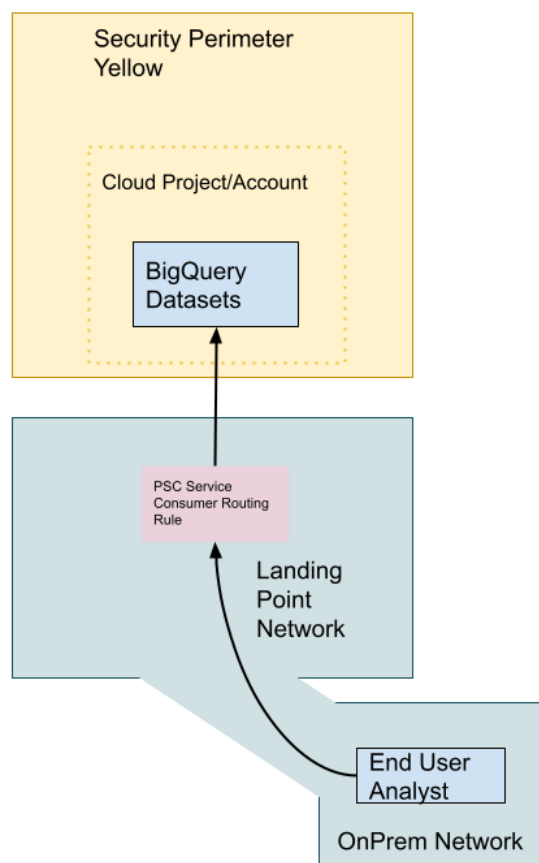 Security Perimeter
Yellow
Cloud Project/Account
BigQuery
Datasets
PSC Service
Consumer Routing
Rule
Landing
Point
Network
End User
Analyst
OnPrem Network